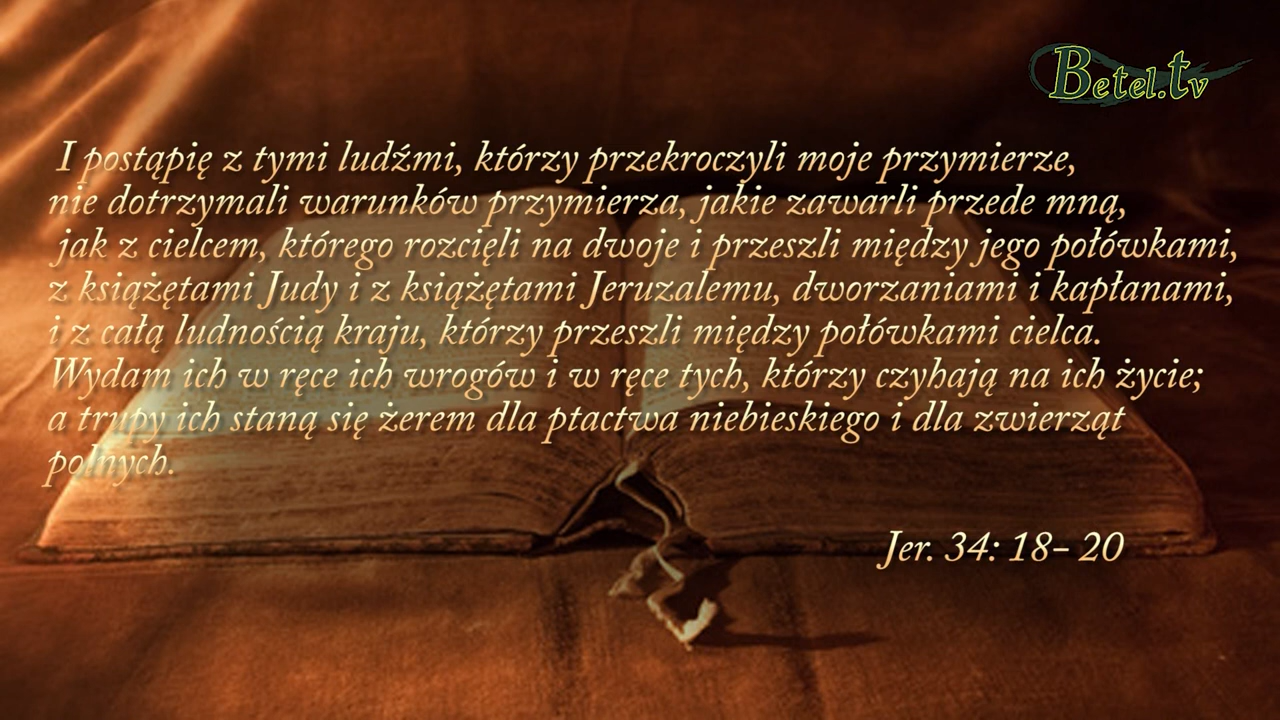 Betel.tv
I postąpię z tymi ludźmi, którzy przekroczyli moje przymierze,
nie dotrzymali warunków przymierza, jakie zawarli przede mną,
jak z cielcem, którego rozcięli na dwoje i przeszli między jego połówkami,
z książętami Judy i z książętami Jeruzalemu, dworzaniami i kapłanami,
i z całą ludnością kraju, którzy przeszli między połówkami cielca.
Wydam ich w ręce ich wrogów i w ręce tych, którzy czyhają na ich życie;
a trupy ich staną się żerem dla ptactwa niebieskiego i dla zwierząt
polnych.
Jer. 34: 18- 20